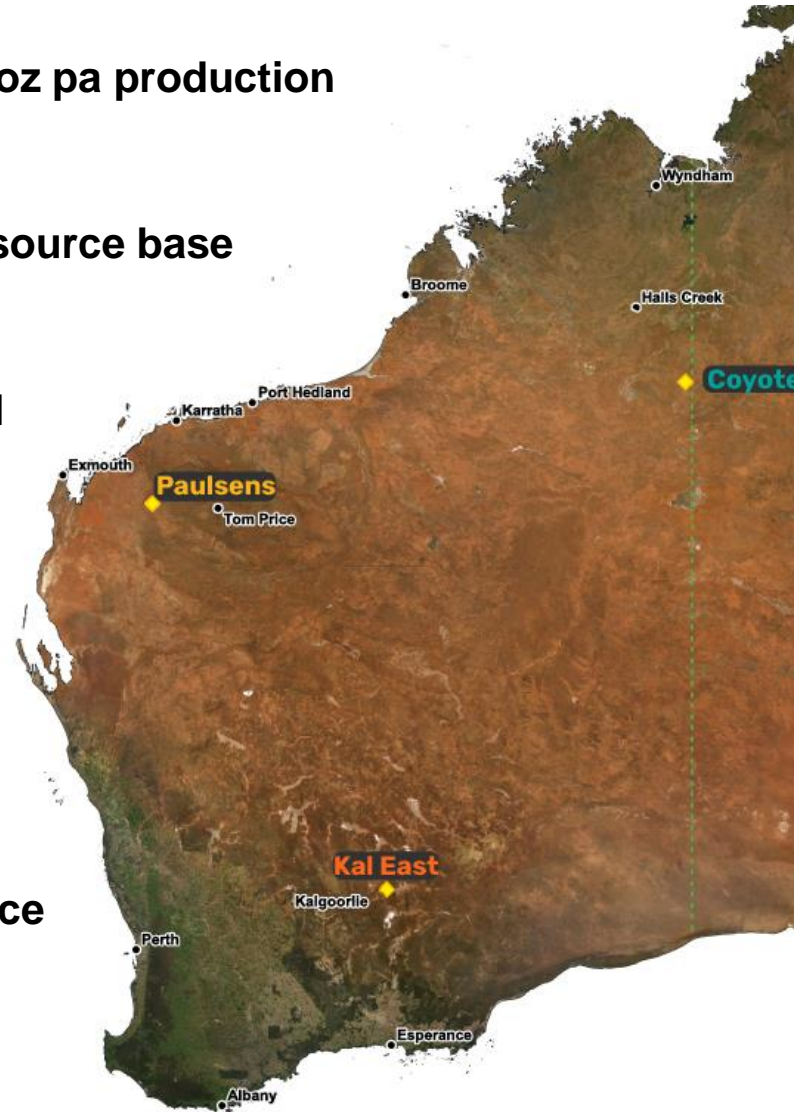 oz pa production
Wyndham
source base
Broome
Halls Creek
Coyote
Port Hedland
Karratha
Exmouth
Paulsens
Tom Price
Kal East
Kalgoorlie
ce
Perth
Esperance
Albany